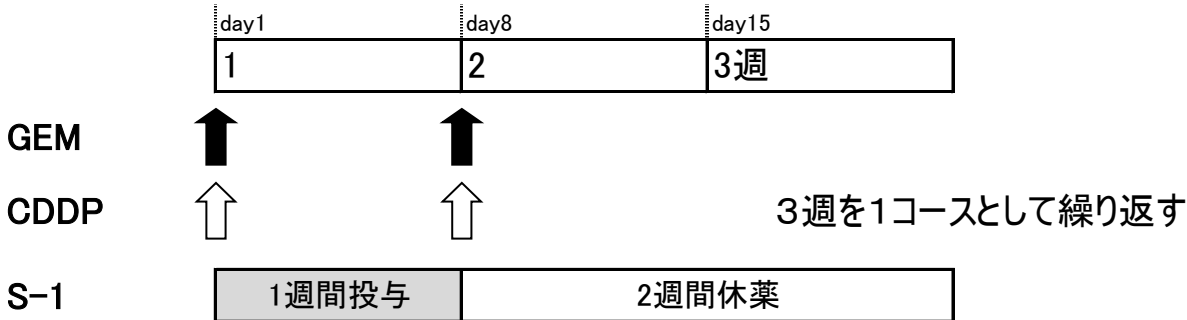 day1 day8 day15
1 2 3週
GEM
CDDP 3週を1コースとして繰り返す
S-1 1週間投与 2週間休薬